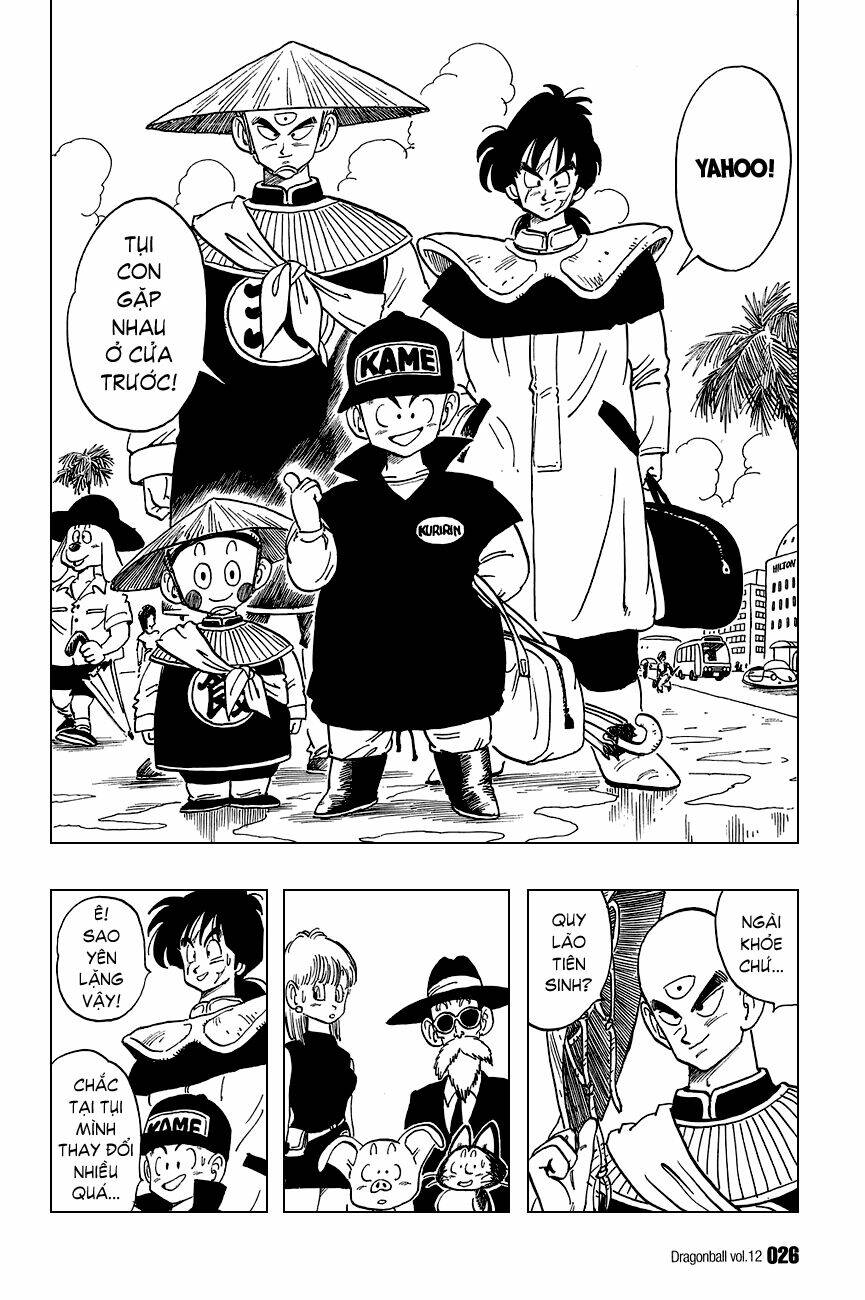 YAHOO!
TỤI
CON
GẶP
NHAU
Ở CỬA
TRƯỚC!
KAME
KURIRIN
HILTON
Ê!
SAO
YÊN
LẶNG
VẬY!
CHẮC
TẠI TỤI
MÌNH
THAY ĐỔI
NHIỀU
QUÁ...
KAME
NGÀI
KHỎE
CHỨ...
QUY
LÃO
TIÊN
SINH?
Dragonball vol.12 026